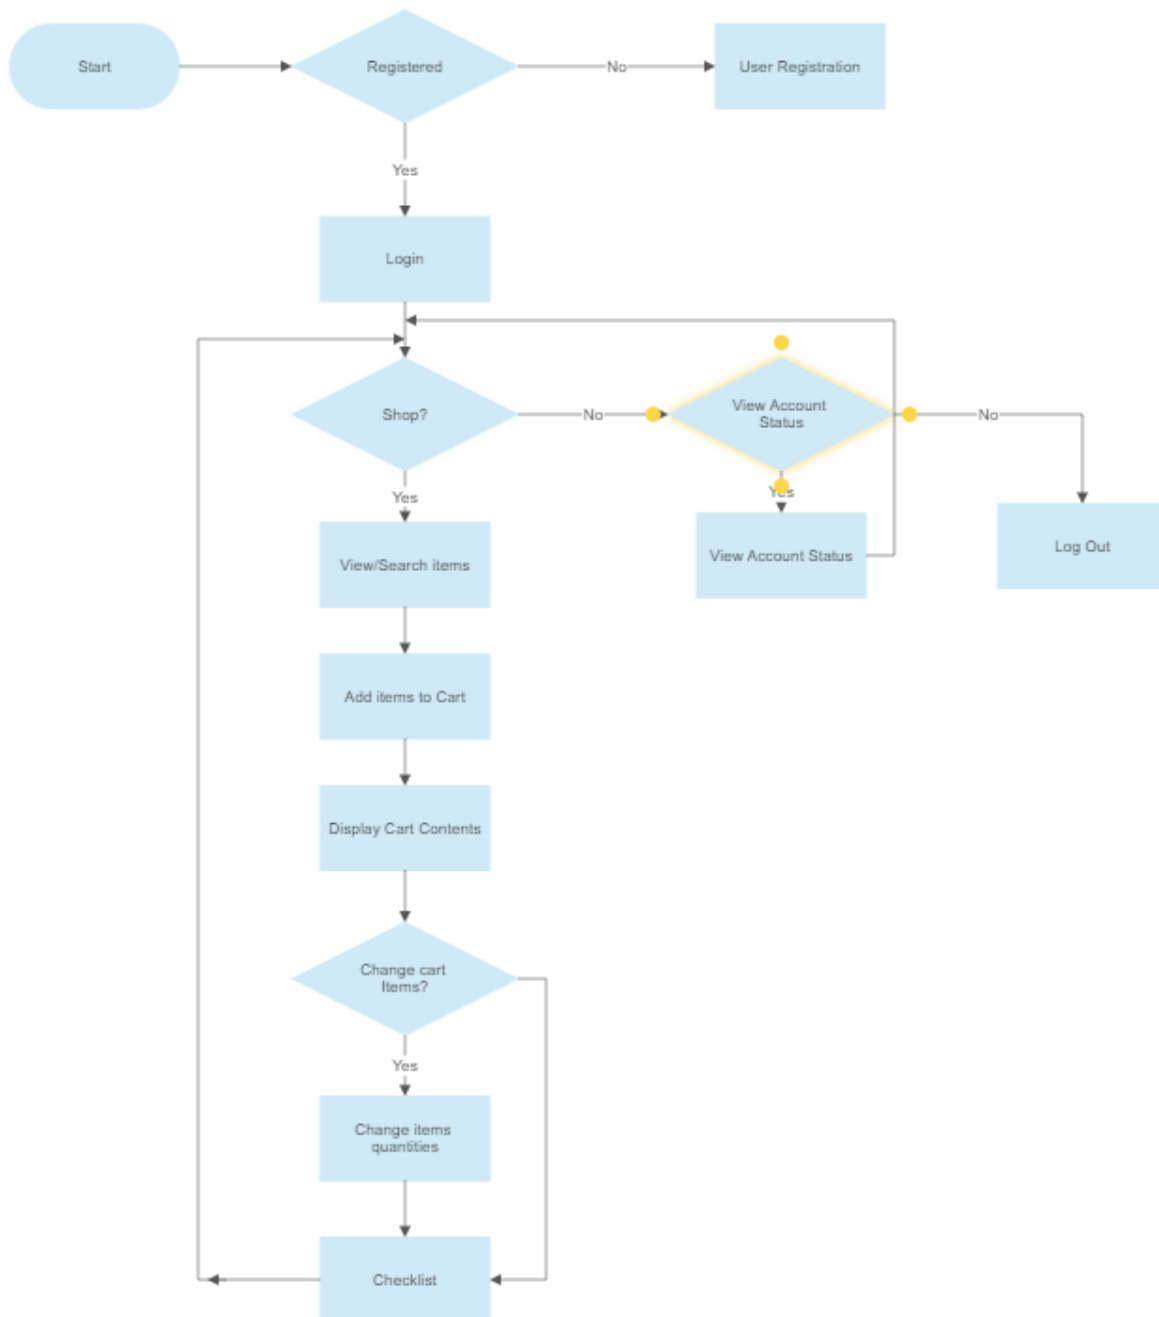 Start
Registered
No
User Registration
Yes
Login
Shop?
No
View Account
Status
No
Yes
Yes
View/Search items
View Account Status
Log Out
Add items to Cart
Display Cart Contents
Change cart
Items?
Yes
Change items
quantities
Checklist